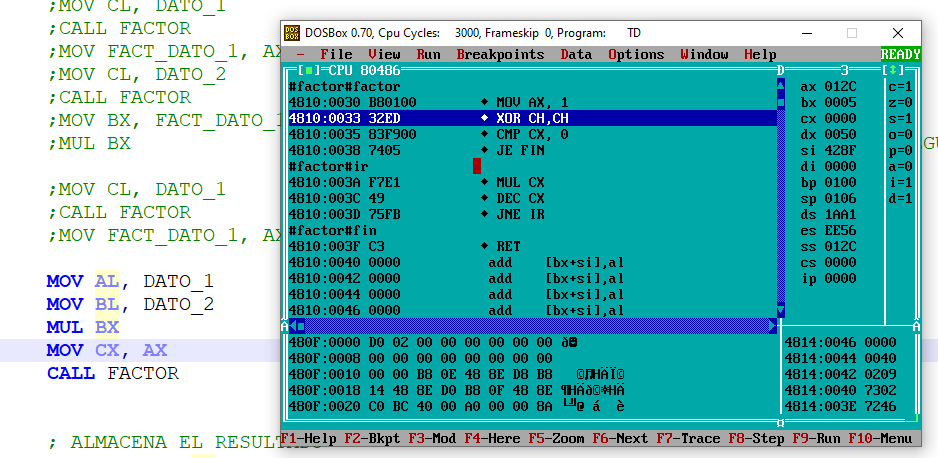 ;MOV CL, DATO_1
;CALL FACTOR
;MOV FACT_DATO_1, AX
;MOV CL, DATO_2
;CALL FACTOR
;MOV BX, FACT_DATO_1
;MUL BX
;MOV CL, DATO_1
;CALL FACTOR
;MOV FACT_DATO_1, AX
MOV AL, DATO_1
MOV BL, DATO_2
MUL BX
MOV CX, AX
CALL FACTOR
; ALMACENA EL RESULTADO
DOSBox 0.70, Cpu Cycles: 3000, Frameskip 0, Program: TD
- File View Run Breakpoints Data Options Window Help READY
[■]=CPU 80486 D 3 [↕]
#factor#factor
4810:0030 B80100 ♦ MOV AX, 1
4810:0033 32ED ♦ XOR CH,CH
4810:0035 83F900 ♦ CMP CX, 0
4810:0038 7405 ♦ JE FIN
#factor#ir
4810:003A F7E1 ♦ MUL CX
4810:003C 49 ♦ DEC CX
4810:003D 75FB ♦ JNE IR
#factor#fin
4810:003F C3 ♦ RET
4810:0040 0000 add [bx+si],al
4810:0042 0000 add [bx+si],al
4810:0044 0000 add [bx+si],al
4810:0046 0000 add [bx+si],al
ax 012C c=1
bx 0005 z=0
cx 0000 s=1
dx 0050 o=0
si 428F p=0
di 0000 a=0
bp 0100 i=1
sp 0106 d=1
ds 1AA1
es EE56
ss 012C
cs 0000
ip 0000
480F:0000 D0 02 00 00 00 00 00 00
480F:0008 00 00 00 00 00 00 00 00
480F:0010 00 00 B8 0E 48 8E D8 B8
480F:0018 14 48 8E D0 B8 0F 48 8E
480F:0020 C0 BC 40 00 A0 00 00 8A
4814:0046 0000
4814:0044 0040
4814:0042 0209
4814:0040 7302
4814:003E 7246
F1-Help F2-Bkpt F3-Mod F4-Here F5-Zoom F6-Next F7-Trace F8-Step F9-Run F10-Menu